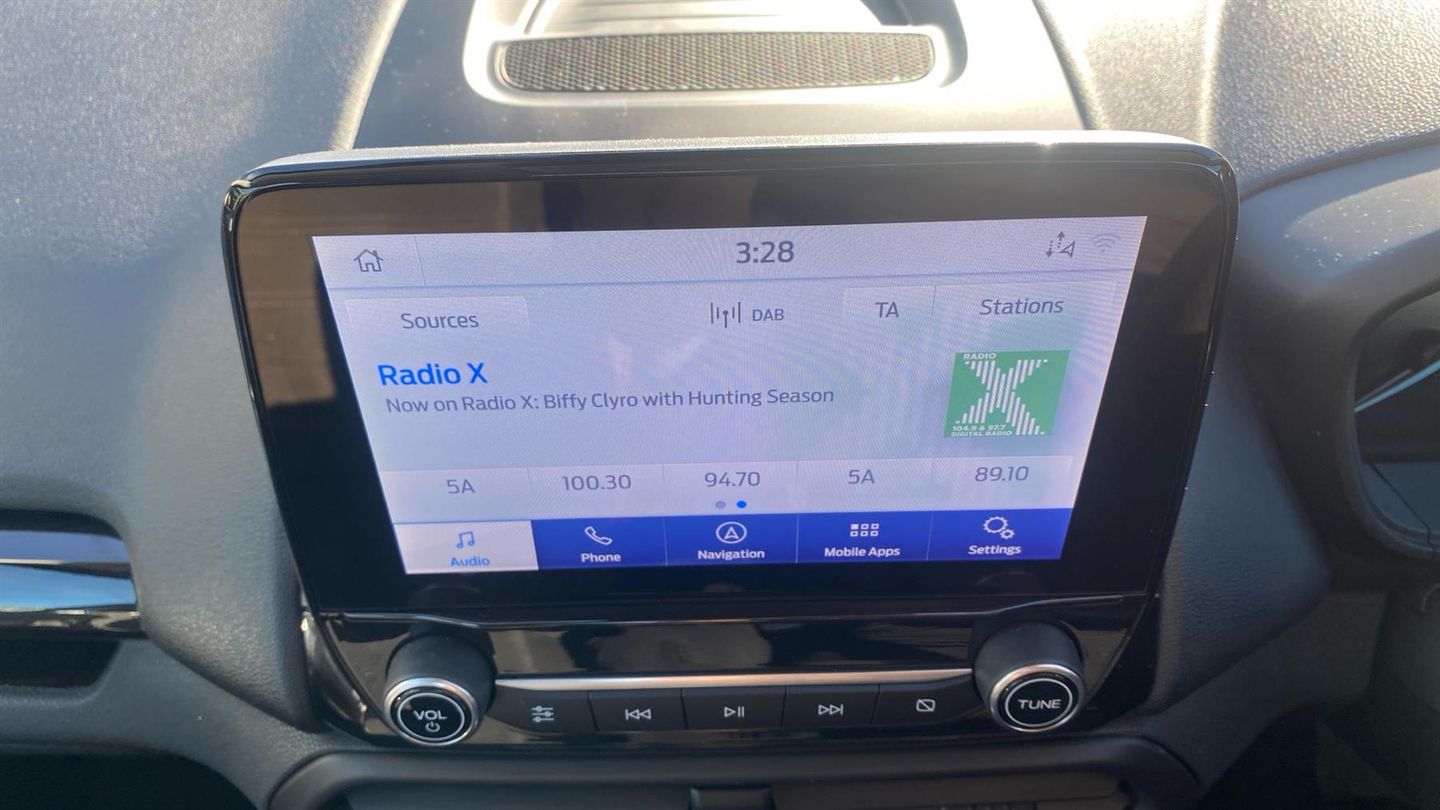 3:28
Sources
DAB
TA
Stations
Radio X
Now on Radio X: Biffy Clyro with Hunting Season
RADIO
X
104.9 & 97.7
DIGITAL RADIO
5A
100.30
94.70
5A
89.10
Audio
Phone
Navigation
Mobile Apps
Settings
VOL
TUNE